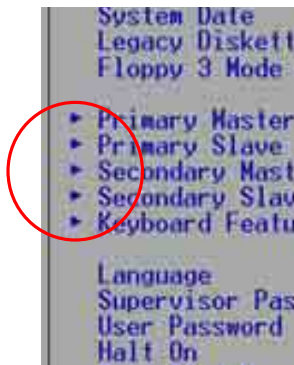 System Date
Legacy Diskett
Floppy 3 Mode
Primary Master
Primary Slave
Secondary Mast
Secondary Slav
Keyboard Featu
Language
Supervisor Pas
User Password
Halt On